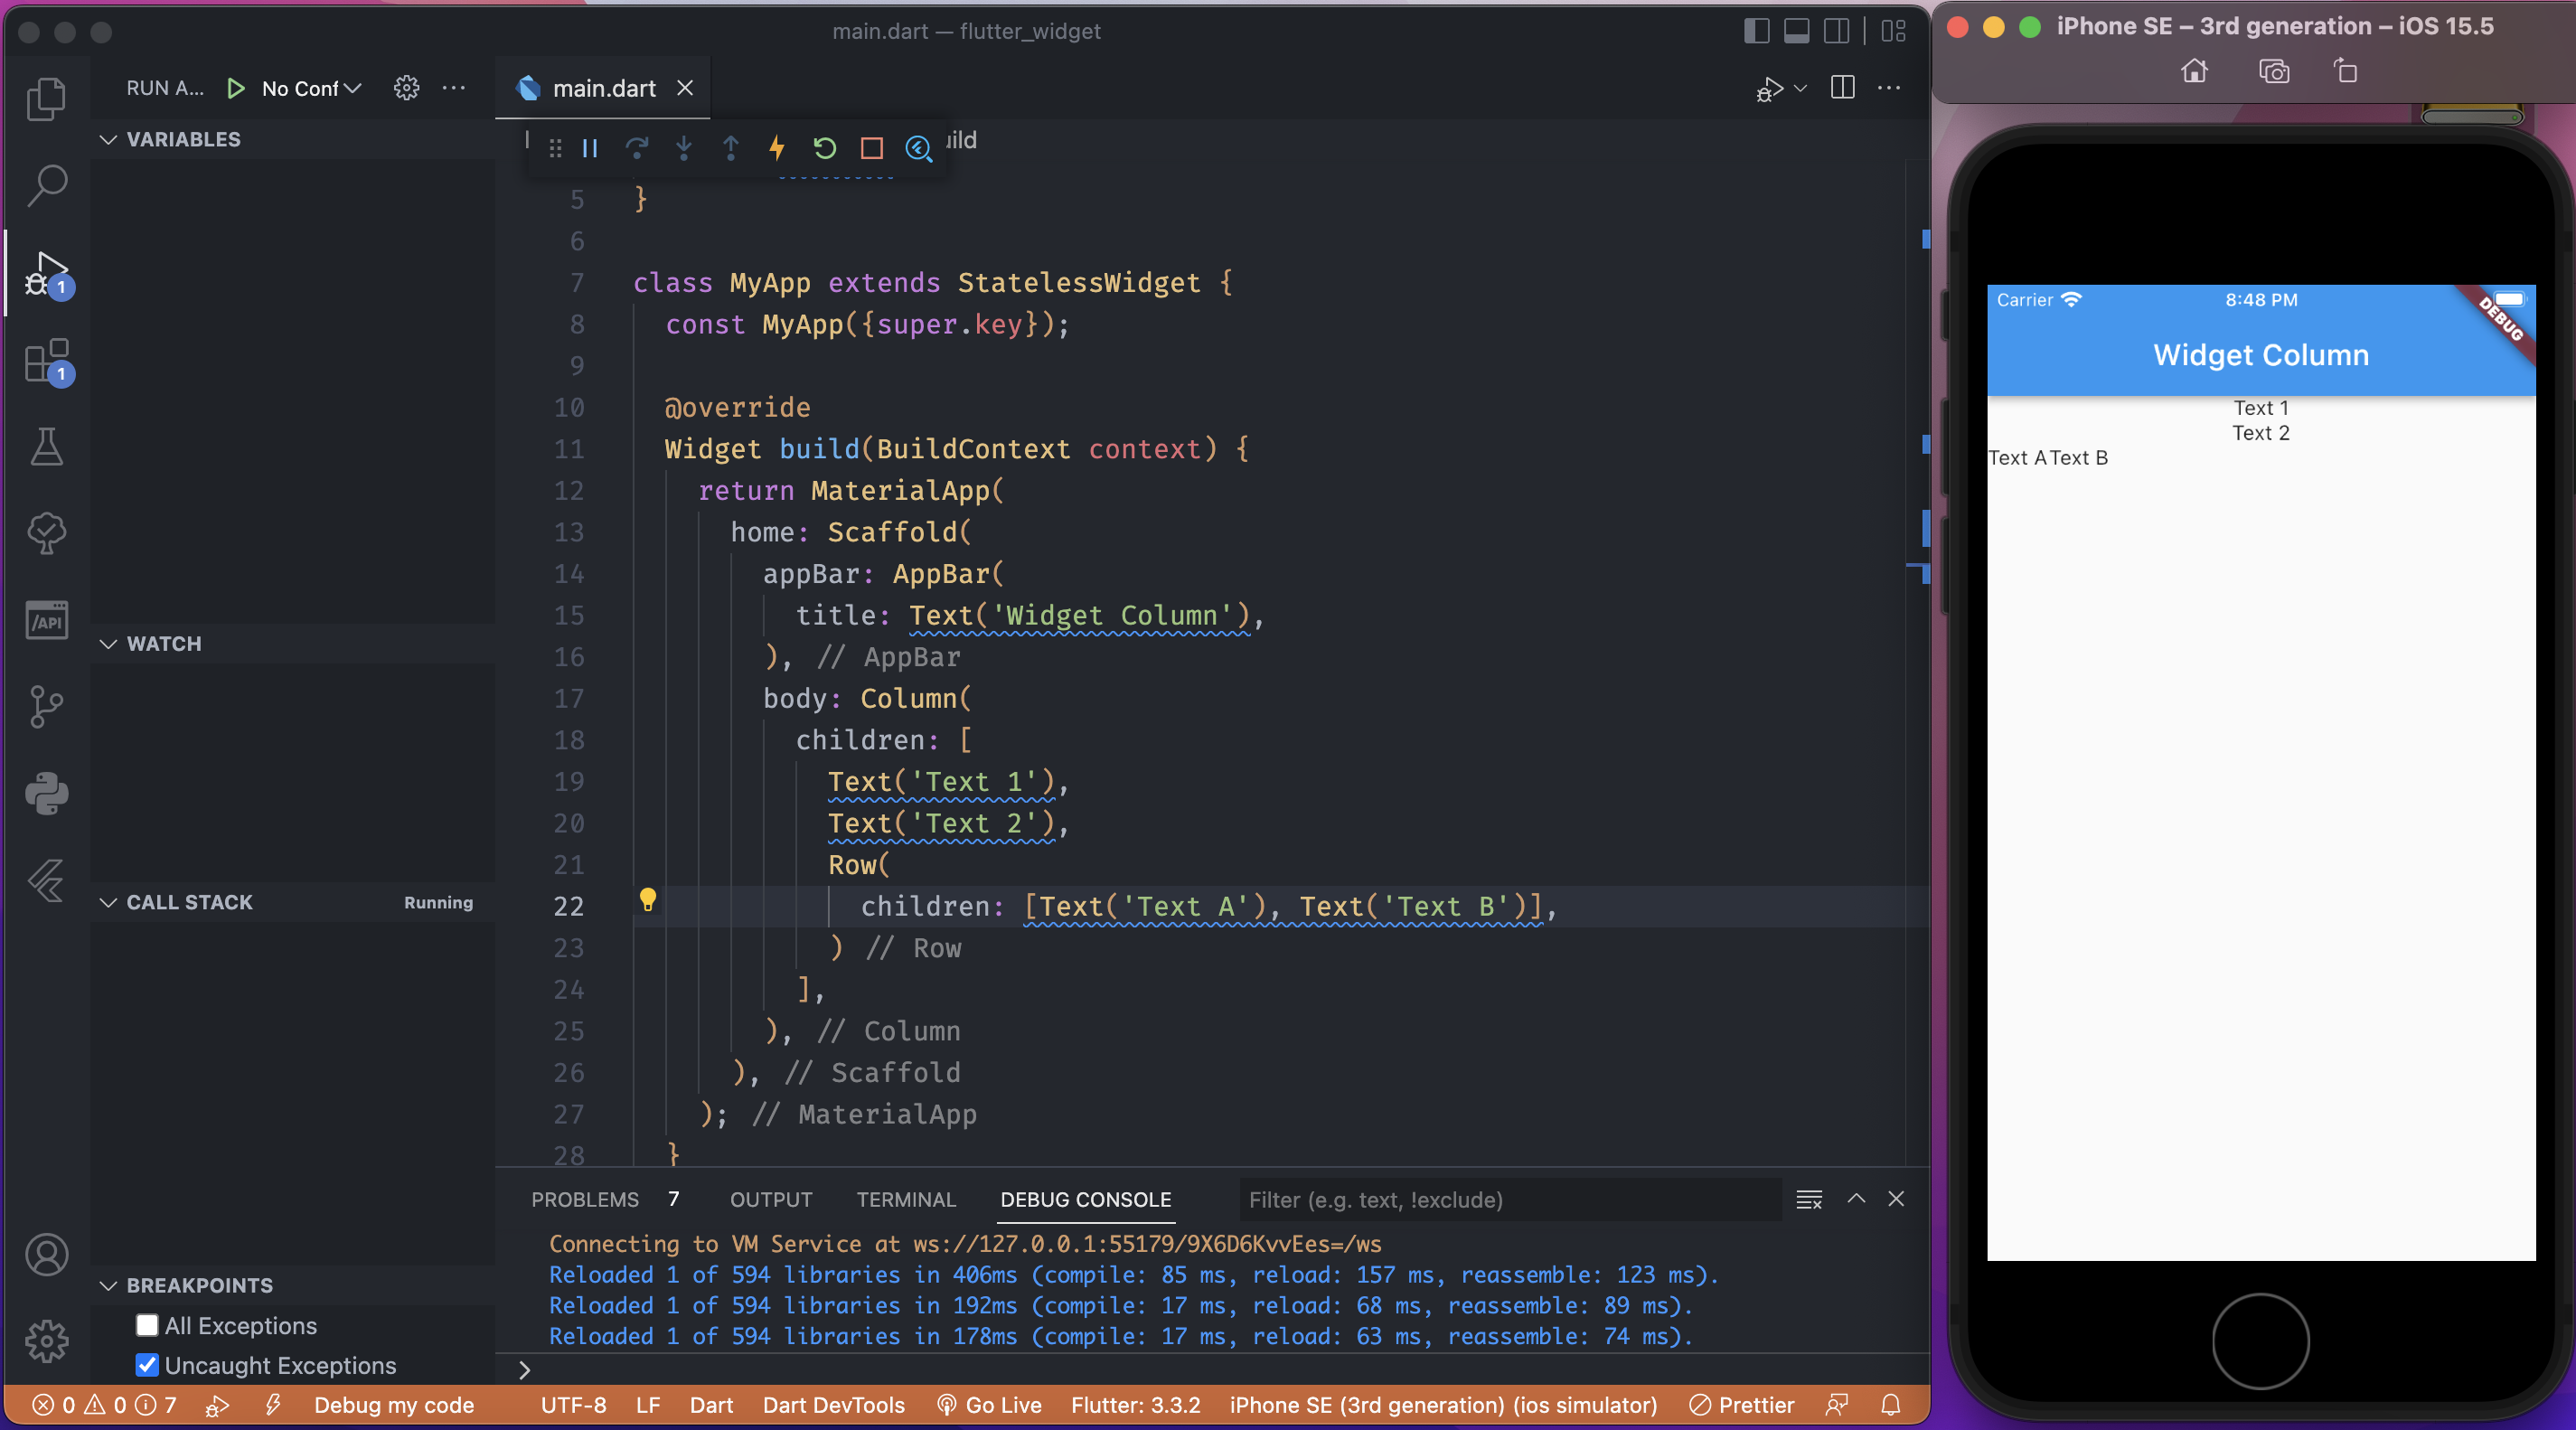 main.dart — flutter_widget
RUN A...
No Conf
main.dart
VARIABLES
WATCH
CALL STACK
Running
BREAKPOINTS
All Exceptions
Uncaught Exceptions
1
1
/API
uild
5 }
6
7 class MyApp extends StatelessWidget {
8 const MyApp({super.key});
9
10 @override
11 Widget build(BuildContext context) {
12 return MaterialApp(
13 home: Scaffold(
14 appBar: AppBar(
15 title: Text('Widget Column'),
16 ), // AppBar
17 body: Column(
18 children: [
19 Text('Text 1'),
20 Text('Text 2'),
21 Row(
22 children: [Text('Text A'), Text('Text B')],
23 ) // Row
24 ],
25 ), // Column
26 ), // Scaffold
27 ); // MaterialApp
28 }
PROBLEMS 7 OUTPUT TERMINAL DEBUG CONSOLE
Filter (e.g. text, !exclude)
Connecting to VM Service at ws://127.0.0.1:55179/9X6D6KvvEes=/ws
Reloaded 1 of 594 libraries in 406ms (compile: 85 ms, reload: 157 ms, reassemble: 123 ms).
Reloaded 1 of 594 libraries in 192ms (compile: 17 ms, reload: 68 ms, reassemble: 89 ms).
Reloaded 1 of 594 libraries in 178ms (compile: 17 ms, reload: 63 ms, reassemble: 74 ms).
0 0 7 Debug my code UTF-8 LF Dart Dart DevTools Go Live Flutter: 3.3.2 iPhone SE (3rd generation) (ios simulator) Prettier
iPhone SE – 3rd generation – iOS 15.5
Carrier 8:48 PM
DEBUG
Widget Column
Text 1
Text 2
Text AText B